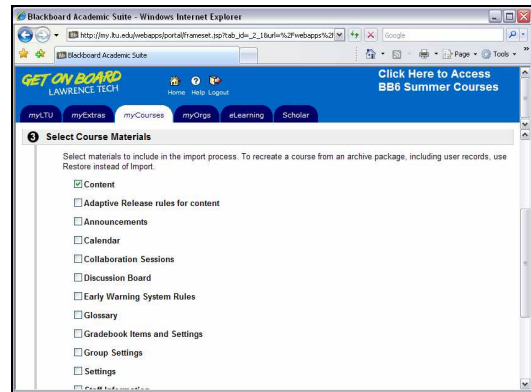 Blackboard Academic Suite - Windows Internet Explorer
http://my.ltu.edu/webapps/portal/frameset.jsp?tab_id=_2_1&url=%2Fwebapps%2f
Google
Blackboard Academic Suite
Page
Tools
GET ON BOARD
LAWRENCE TECH
Home Help Logout
Click Here to Access
BB6 Summer Courses
myLTU myExtras myCourses myOrgs eLearning Scholar
3 Select Course Materials
Select materials to include in the import process. To recreate a course from an archive package, including user records, use
Restore instead of Import.
Content
Adaptive Release rules for content
Announcements
Calendar
Collaboration Sessions
Discussion Board
Early Warning System Rules
Glossary
Gradebook Items and Settings
Group Settings
Settings
Staff Information